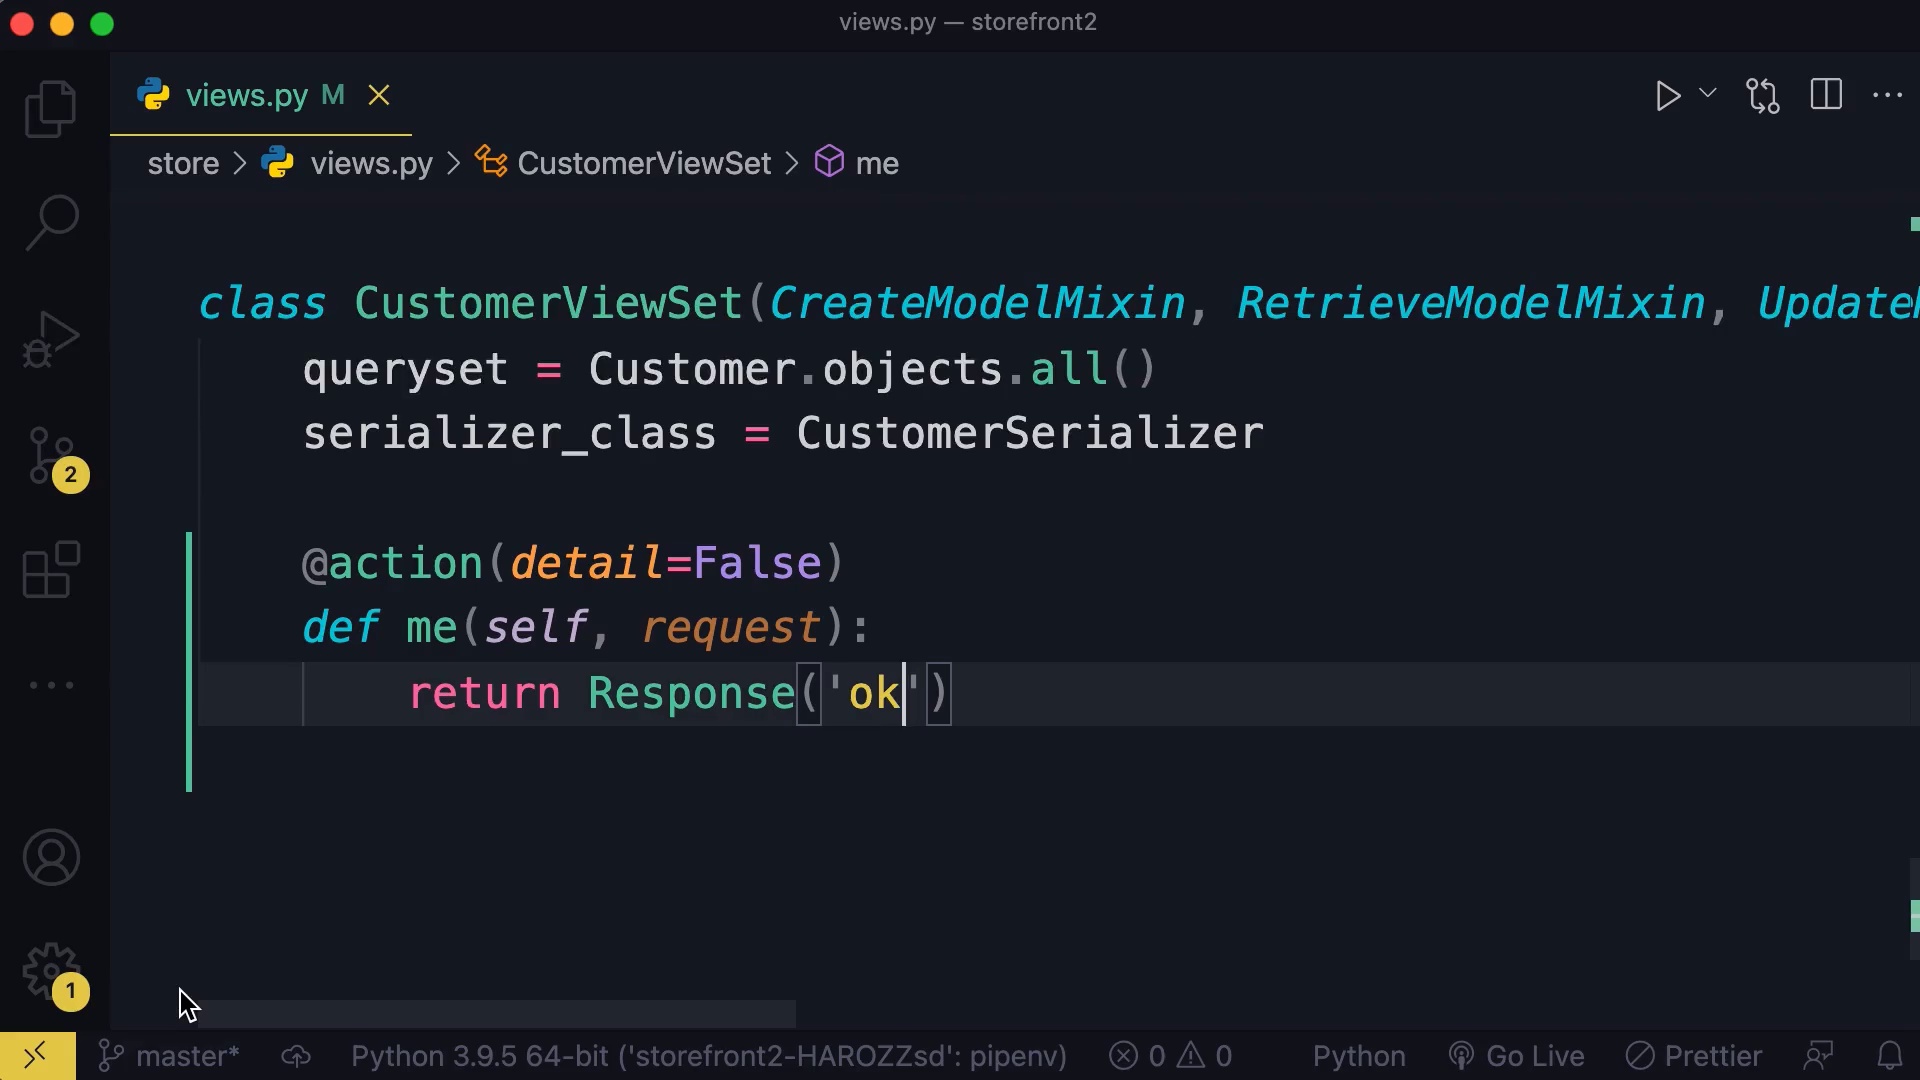 views.py — storefront2
views.py M
store > views.py > CustomerViewSet > me
class CustomerViewSet(CreateModelMixin, RetrieveModelMixin,
queryset = Customer.objects.all()
serializer_class = CustomerSerializer
@action(detail=False)
def me(self, request):
return Response('ok')
2
1
master* Python 3.9.5 64-bit ('storefront2-HAROZZsd': pipenv) 0 0 Python Go Live Prettier